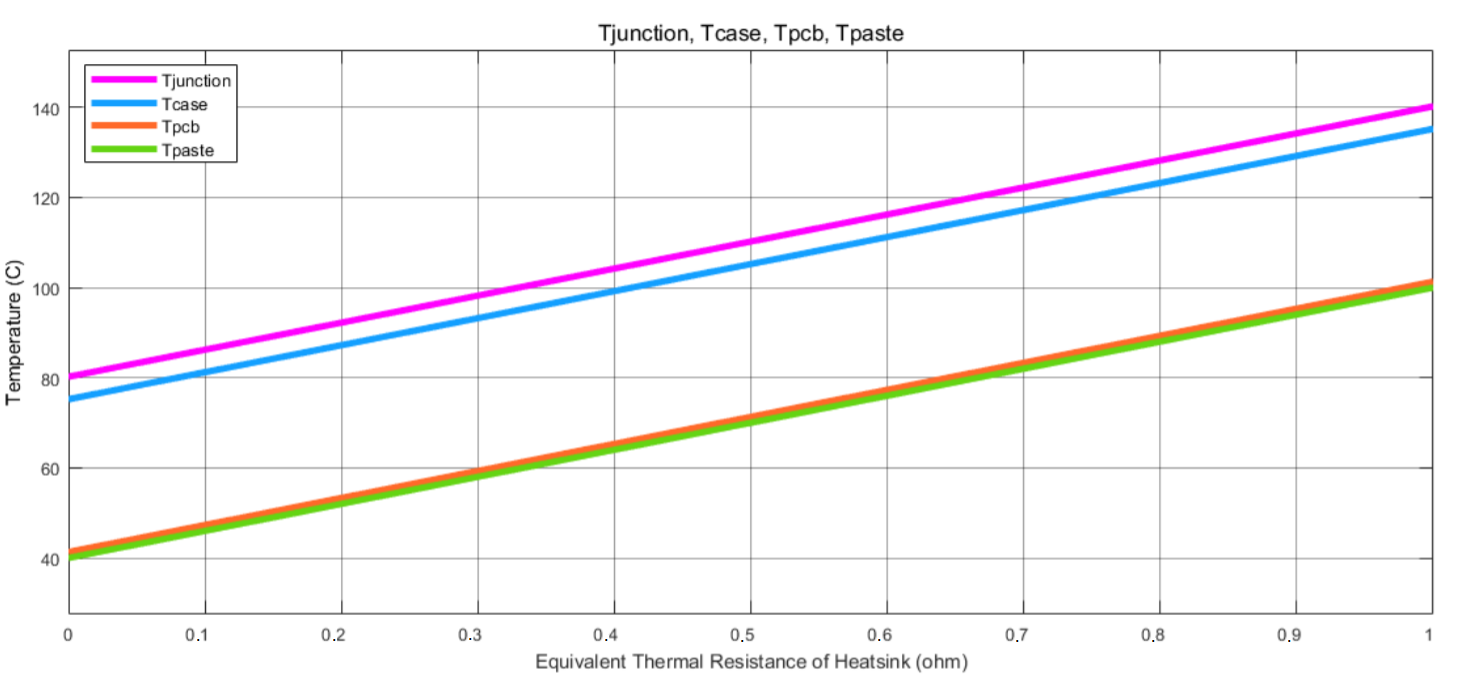 Tjunction, Tcase, Tpcb, Tpaste
Tjunction
Tcase
Tpcb
Tpaste
Temperature (C)
140
120
100
80
60
40
0 0.1 0.2 0.3 0.4 0.5 0.6 0.7 0.8 0.9 1
Equivalent Thermal Resistance of Heatsink (ohm)